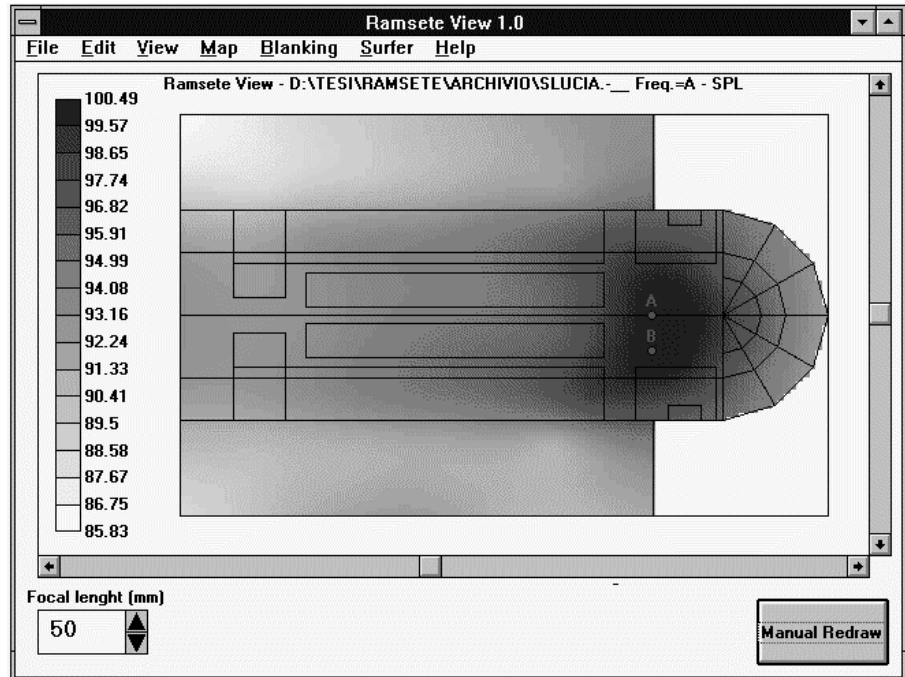 Ramsete View 1.0
File Edit View Map Blanking Surfer Help
Ramsete View - D:\TESI\RAMSETE\ARCHIVIO\SLUCIA.-__ Freq.=A - SPL
100.49
99.57
98.65
97.74
96.82
95.91
94.99
94.08
93.16
92.24
91.33
90.41
89.5
88.58
87.67
86.75
85.83
A
B
Focal lenght (mm)
50
Manual Redraw